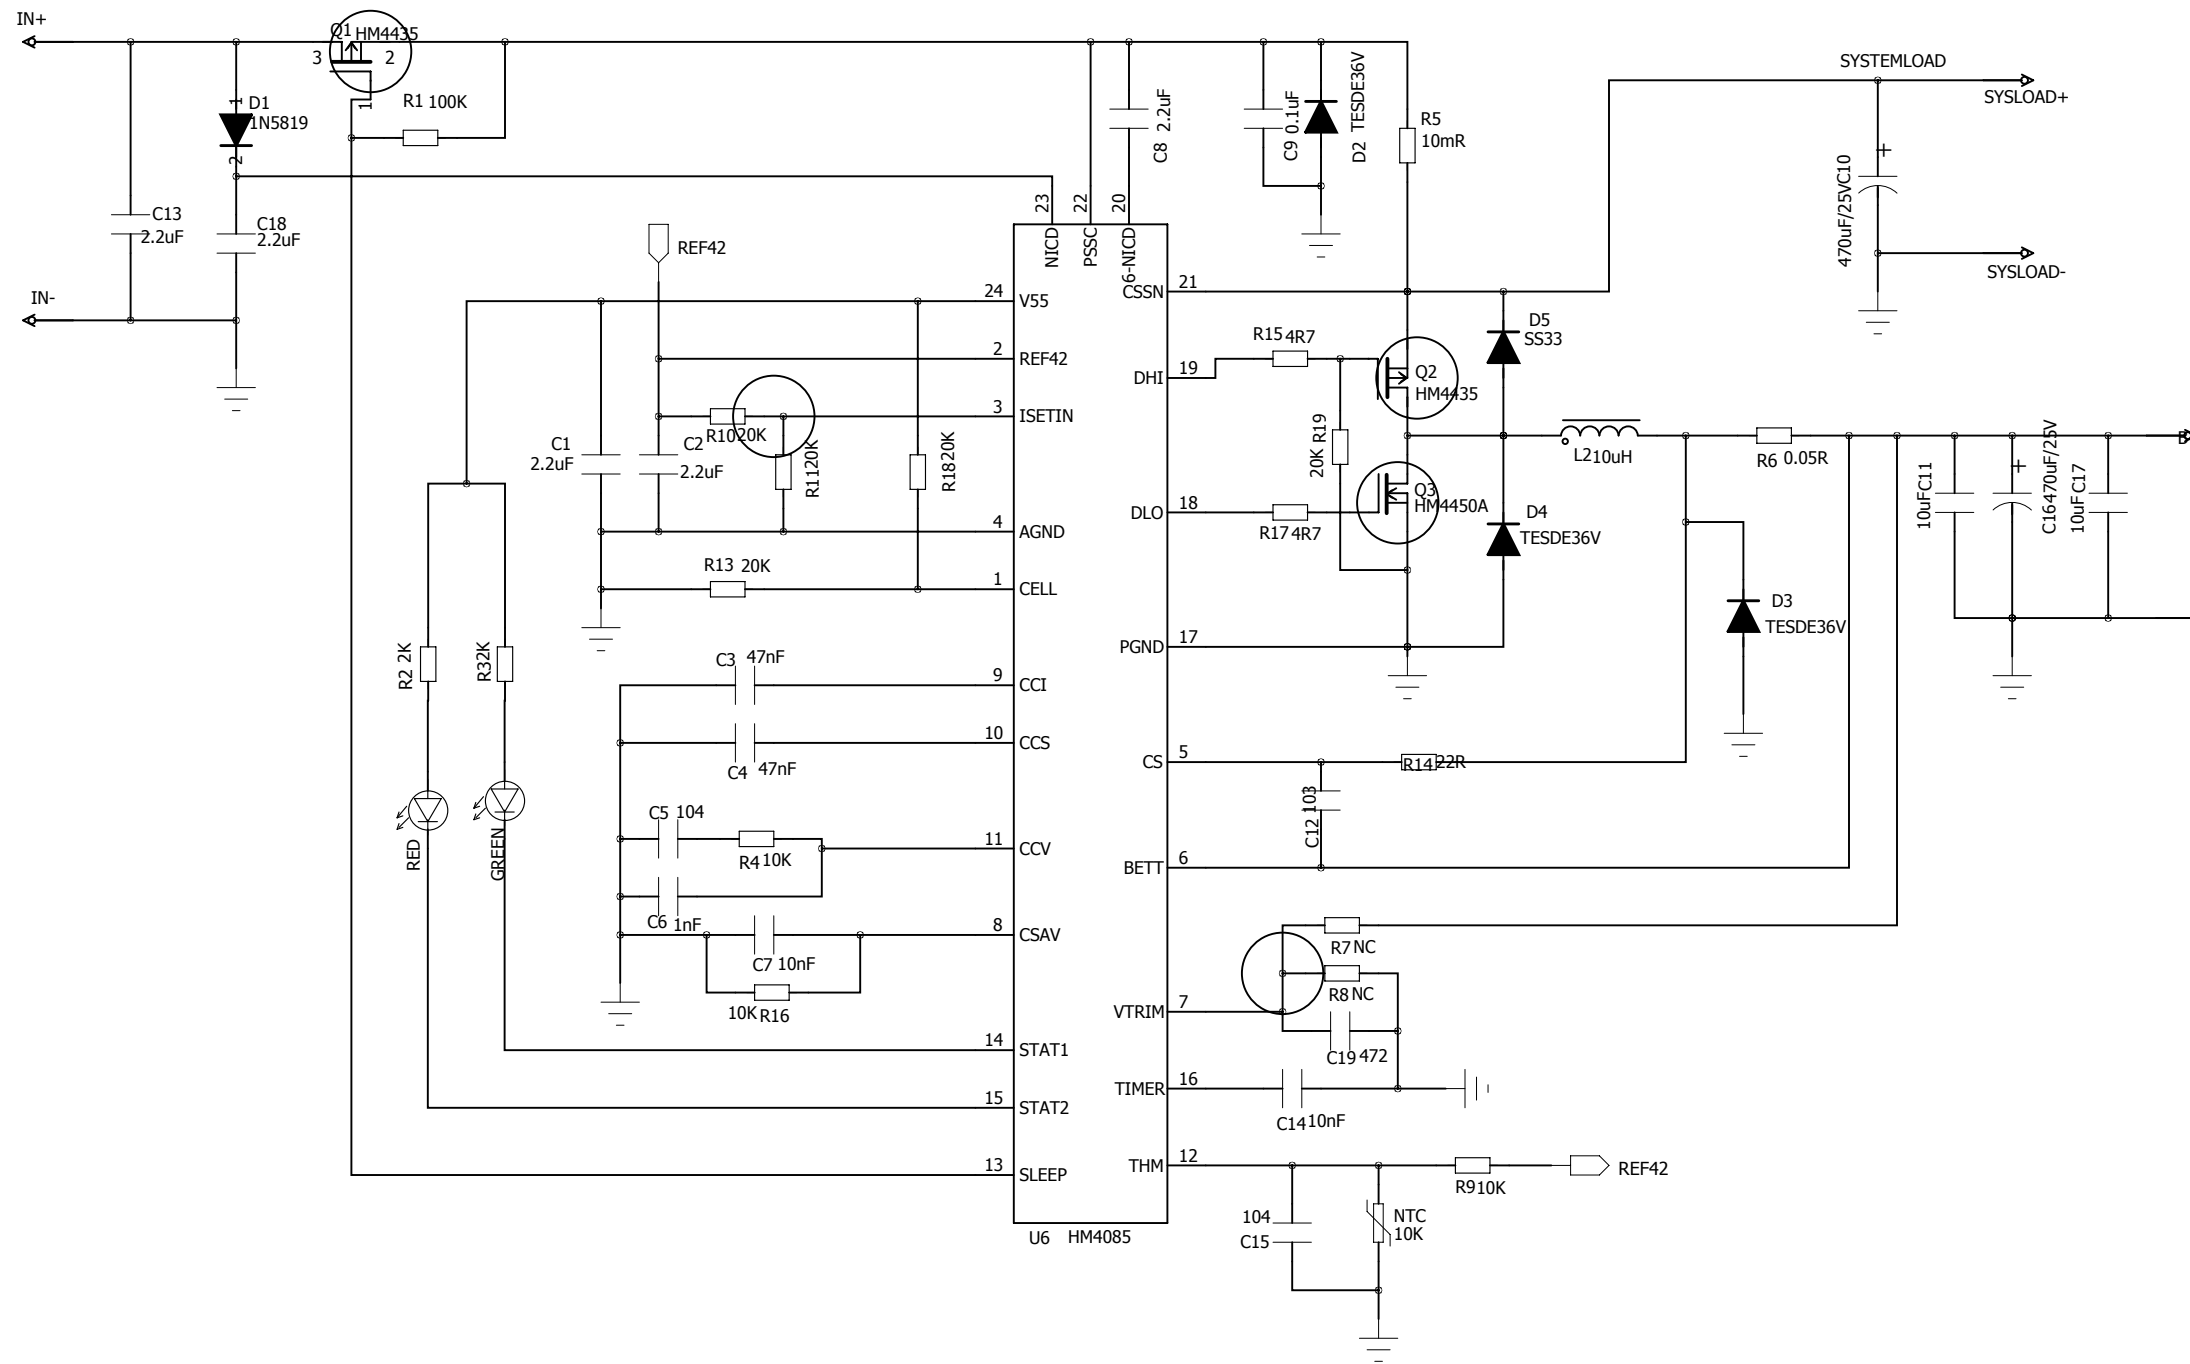 IN+
Q1 HM4435
3 2
1
R1 100K
D1
1N5819
1
2
C13
2.2uF
C18
2.2uF
IN-
C8 2.2uF
C9 0.1uF
D2 TESDE36V
R5
10mR
SYSTEMLOAD
SYSLOAD+
470uF/25VC10
+
SYSLOAD-
REF42
23 22 20
NICD PSSC 6-NICD
24 V55
2 REF42
3 ISETIN
4 AGND
1 CELL
9 CCI
10 CCS
11 CCV
8 CSAV
14 STAT1
15 STAT2
13 SLEEP
CSSN 21
DHI 19
DLO 18
PGND 17
CS 5
BETT 6
VTRIM 7
TIMER 16
THM 12
U6 HM4085
C1
2.2uF
C2
2.2uF
R1020K
R1120K
R1820K
R13 20K
R2 2K
R32K
RED
GREEN
C3 47nF
C4 47nF
C5 104
R4 10K
C6 1nF
C7 10nF
10K R16
R15 4R7
20K R19
R17 4R7
Q2
HM4435
Q3
HM4450A
D5
SS33
D4
TESDE36V
L210uH
R6 0.05R
D3
TESDE36V
10uFC11
+
C16470uF/25V
10uFC17
R14 22R
C12 103
R7 NC
R8 NC
C19 472
C14 10nF
R910K
REF42
104
C15
NTC
10K